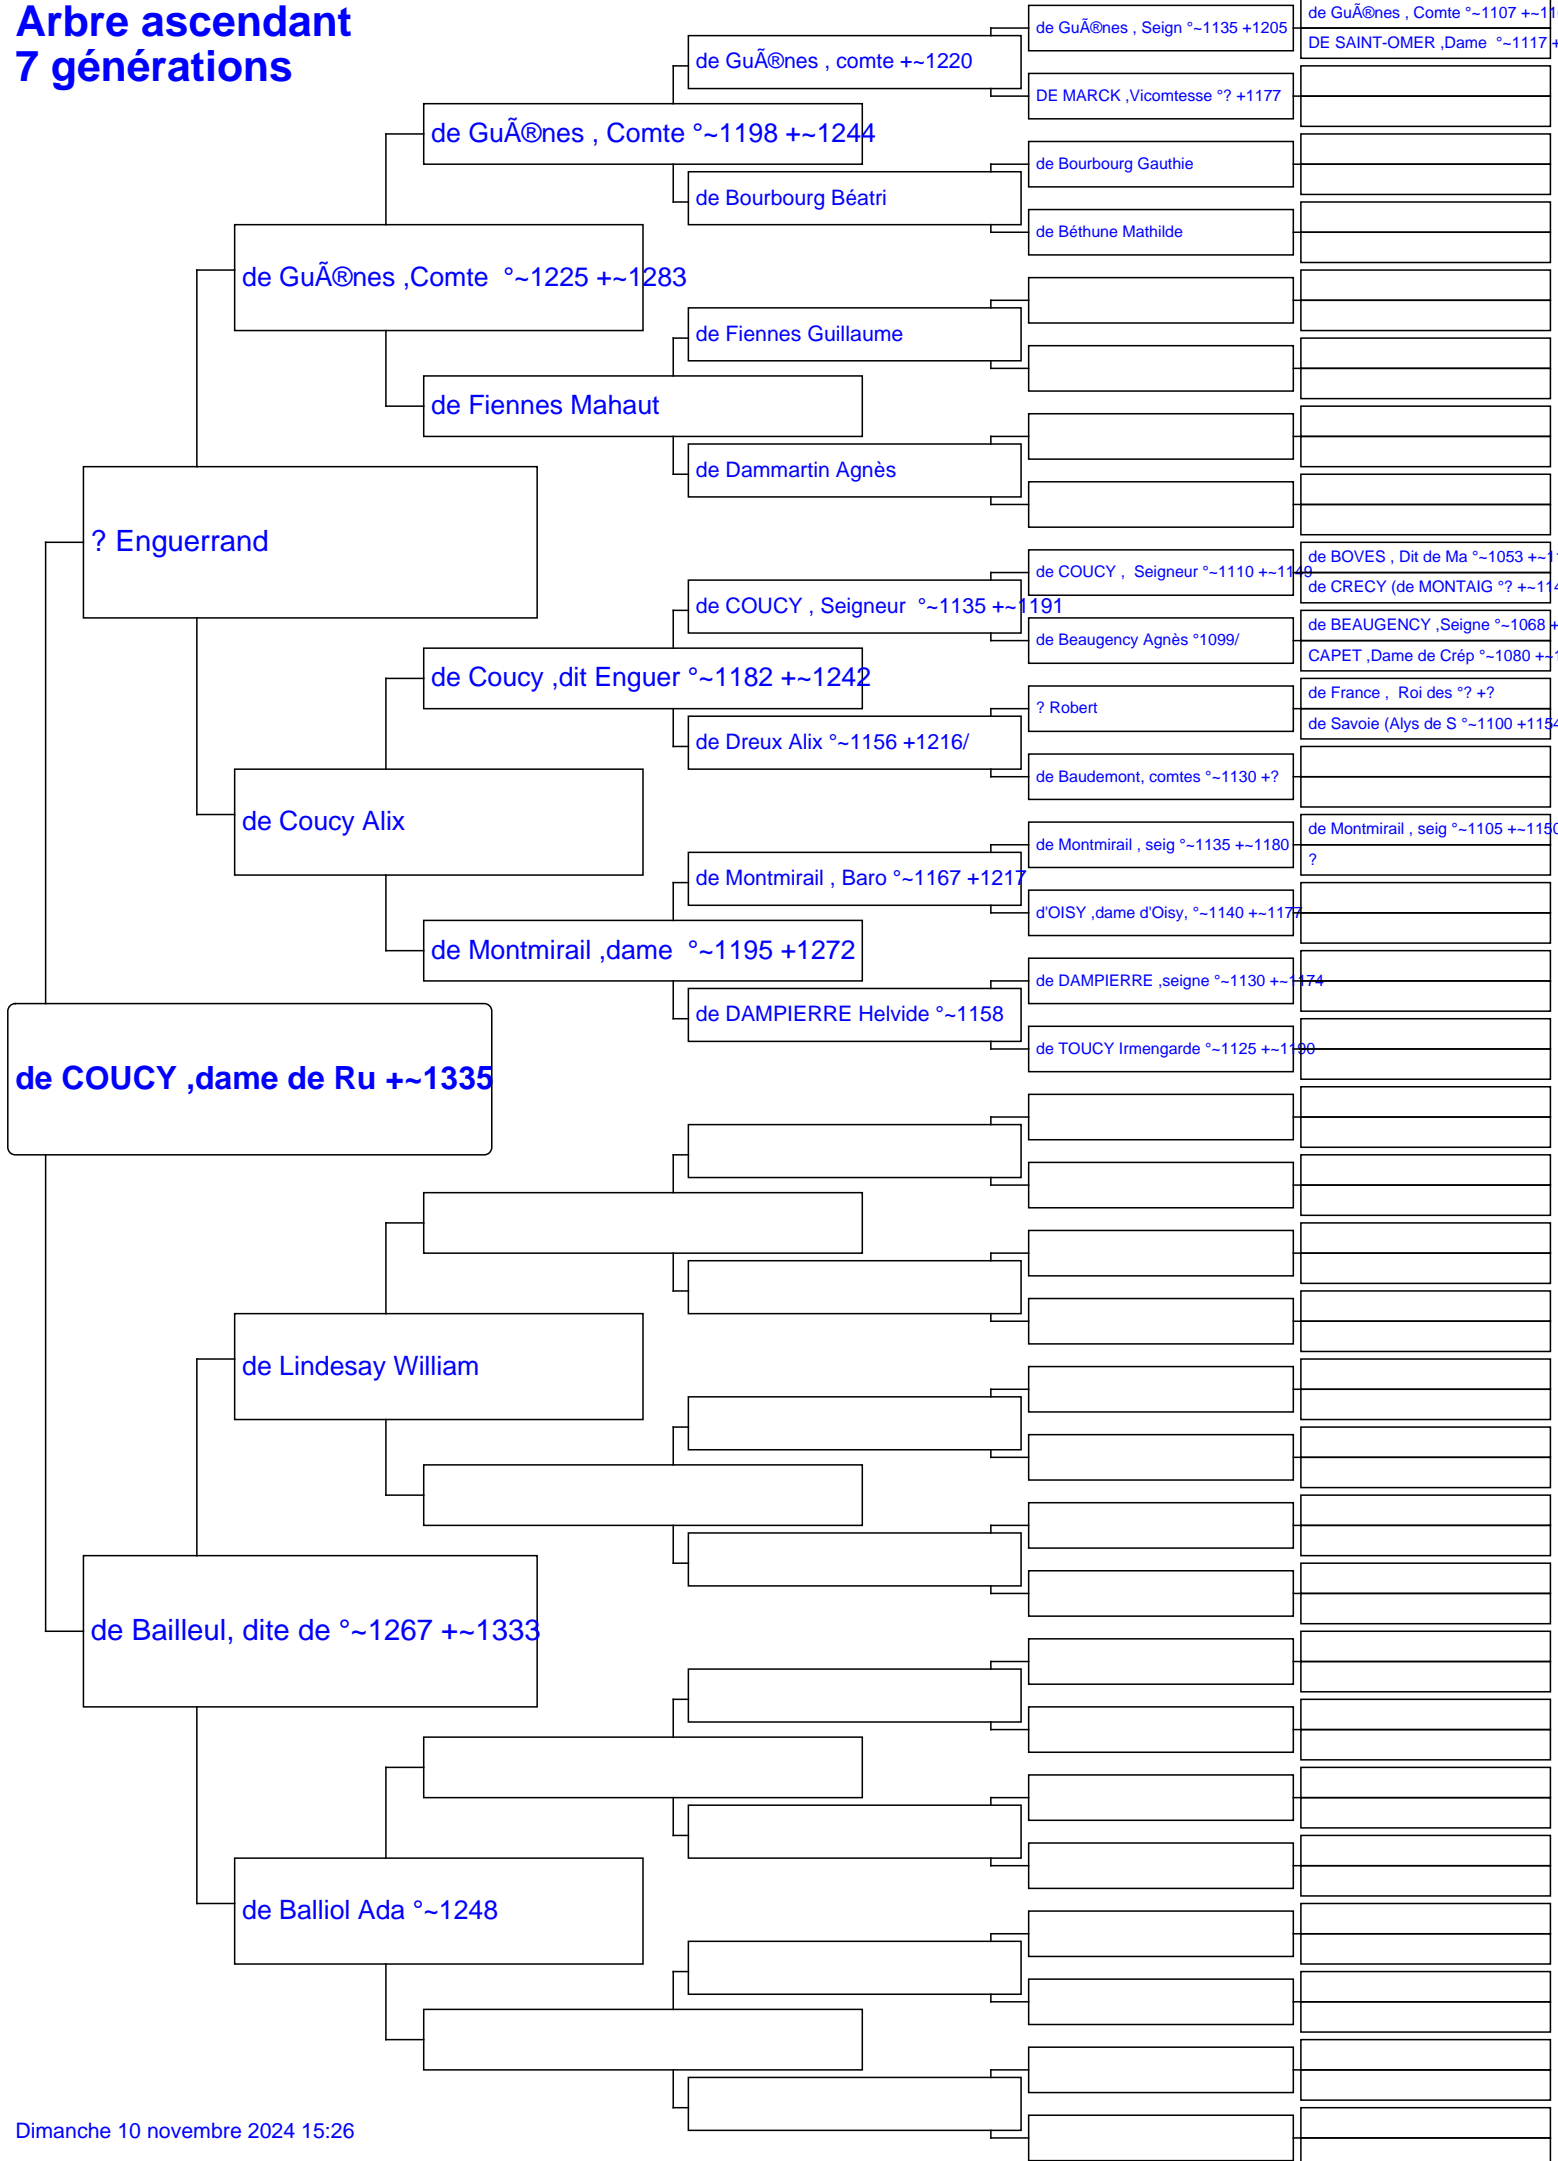 Arbre ascendant
7 générations
de COUCY ,dame de Ru +~1335
? Enguerrand
de Bailleul, dite de °~1267 +~1333
de GuÃ®nes ,Comte  °~1225 +~1283
de Coucy Alix
de Lindesay William
de Balliol Ada °~1248
de GuÃ®nes , Comte °~1198 +~1244
de Fiennes Mahaut
de Coucy ,dit Enguer °~1182 +~1242
de Montmirail ,dame  °~1195 +1272
de GuÃ®nes , comte +~1220
de Bourbourg Béatri
de Fiennes Guillaume
de Dammartin Agnès
de COUCY , Seigneur  °~1135 +~1191
de Dreux Alix °~1156 +1216/
de Montmirail , Baro °~1167 +1217
de DAMPIERRE Helvide °~1158
de GuÃ®nes , Seign °~1135 +1205
DE MARCK ,Vicomtesse °? +1177
de Bourbourg Gauthie
de Béthune Mathilde
de COUCY ,  Seigneur °~1110 +~1149
de Beaugency Agnès °1099/
? Robert
de Baudemont, comtes °~1130 +?
de Montmirail , seig °~1135 +~1180
d'OISY ,dame d'Oisy, °~1140 +~1177
de DAMPIERRE ,seigne °~1130 +~1174
de TOUCY Irmengarde °~1125 +~1190
de GuÃ®nes , Comte °~1107 +~11
DE SAINT-OMER ,Dame  °~1117 +
de BOVES , Dit de Ma °~1053 +~1
de CRECY (de MONTAIG °? +~114
de BEAUGENCY ,Seigne °~1068 +
CAPET ,Dame de Crép °~1080 +~1
de France ,  Roi des °? +?
de Savoie (Alys de S °~1100 +1154
de Montmirail , seig °~1105 +~1150
?
Dimanche 10 novembre 2024 15:26